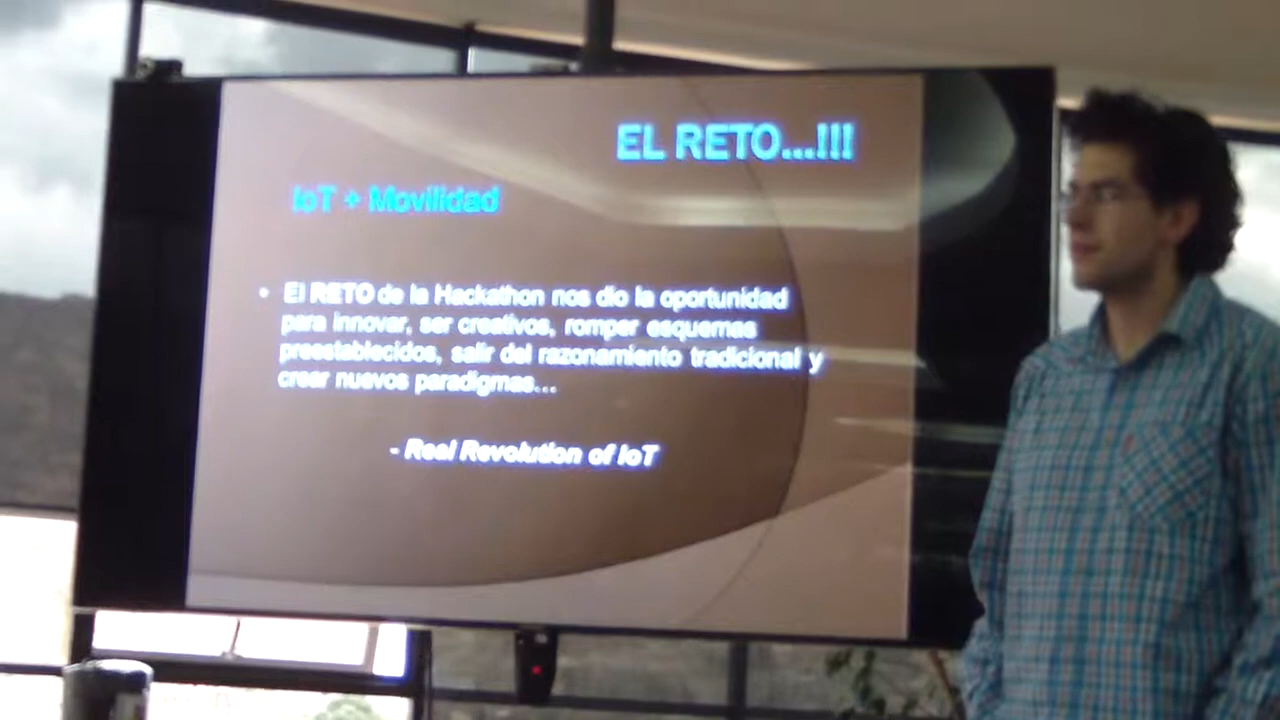 EL RETO...!!!
IoT + Movilidad
• El RETO de la Hackathon nos dio la oportunidad
para innovar, ser creativos, romper esquemas
preestablecidos, salir del razonamiento tradicional y
crear nuevos paradigmas...
- Real Revolution of IoT